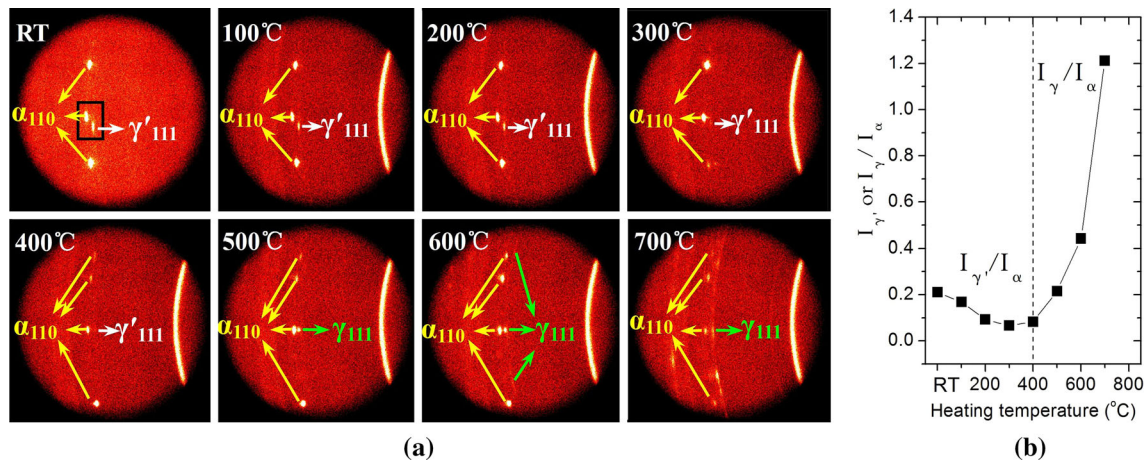 RT
α110
γ'111
100℃
α110
γ'111
200℃
α110
γ'111
300℃
α110
γ'111
400℃
α110
γ'111
500℃
α110
γ111
600℃
α110
γ111
700℃
α110
γ111
(a)
1.4
1.2
1.0
0.8
0.6
0.4
0.2
0.0
Iγ' or Iγ / Iα
Iγ/Iα
Iγ'/Iα
RT 200 400 600 800
Heating temperature (°C)
(b)